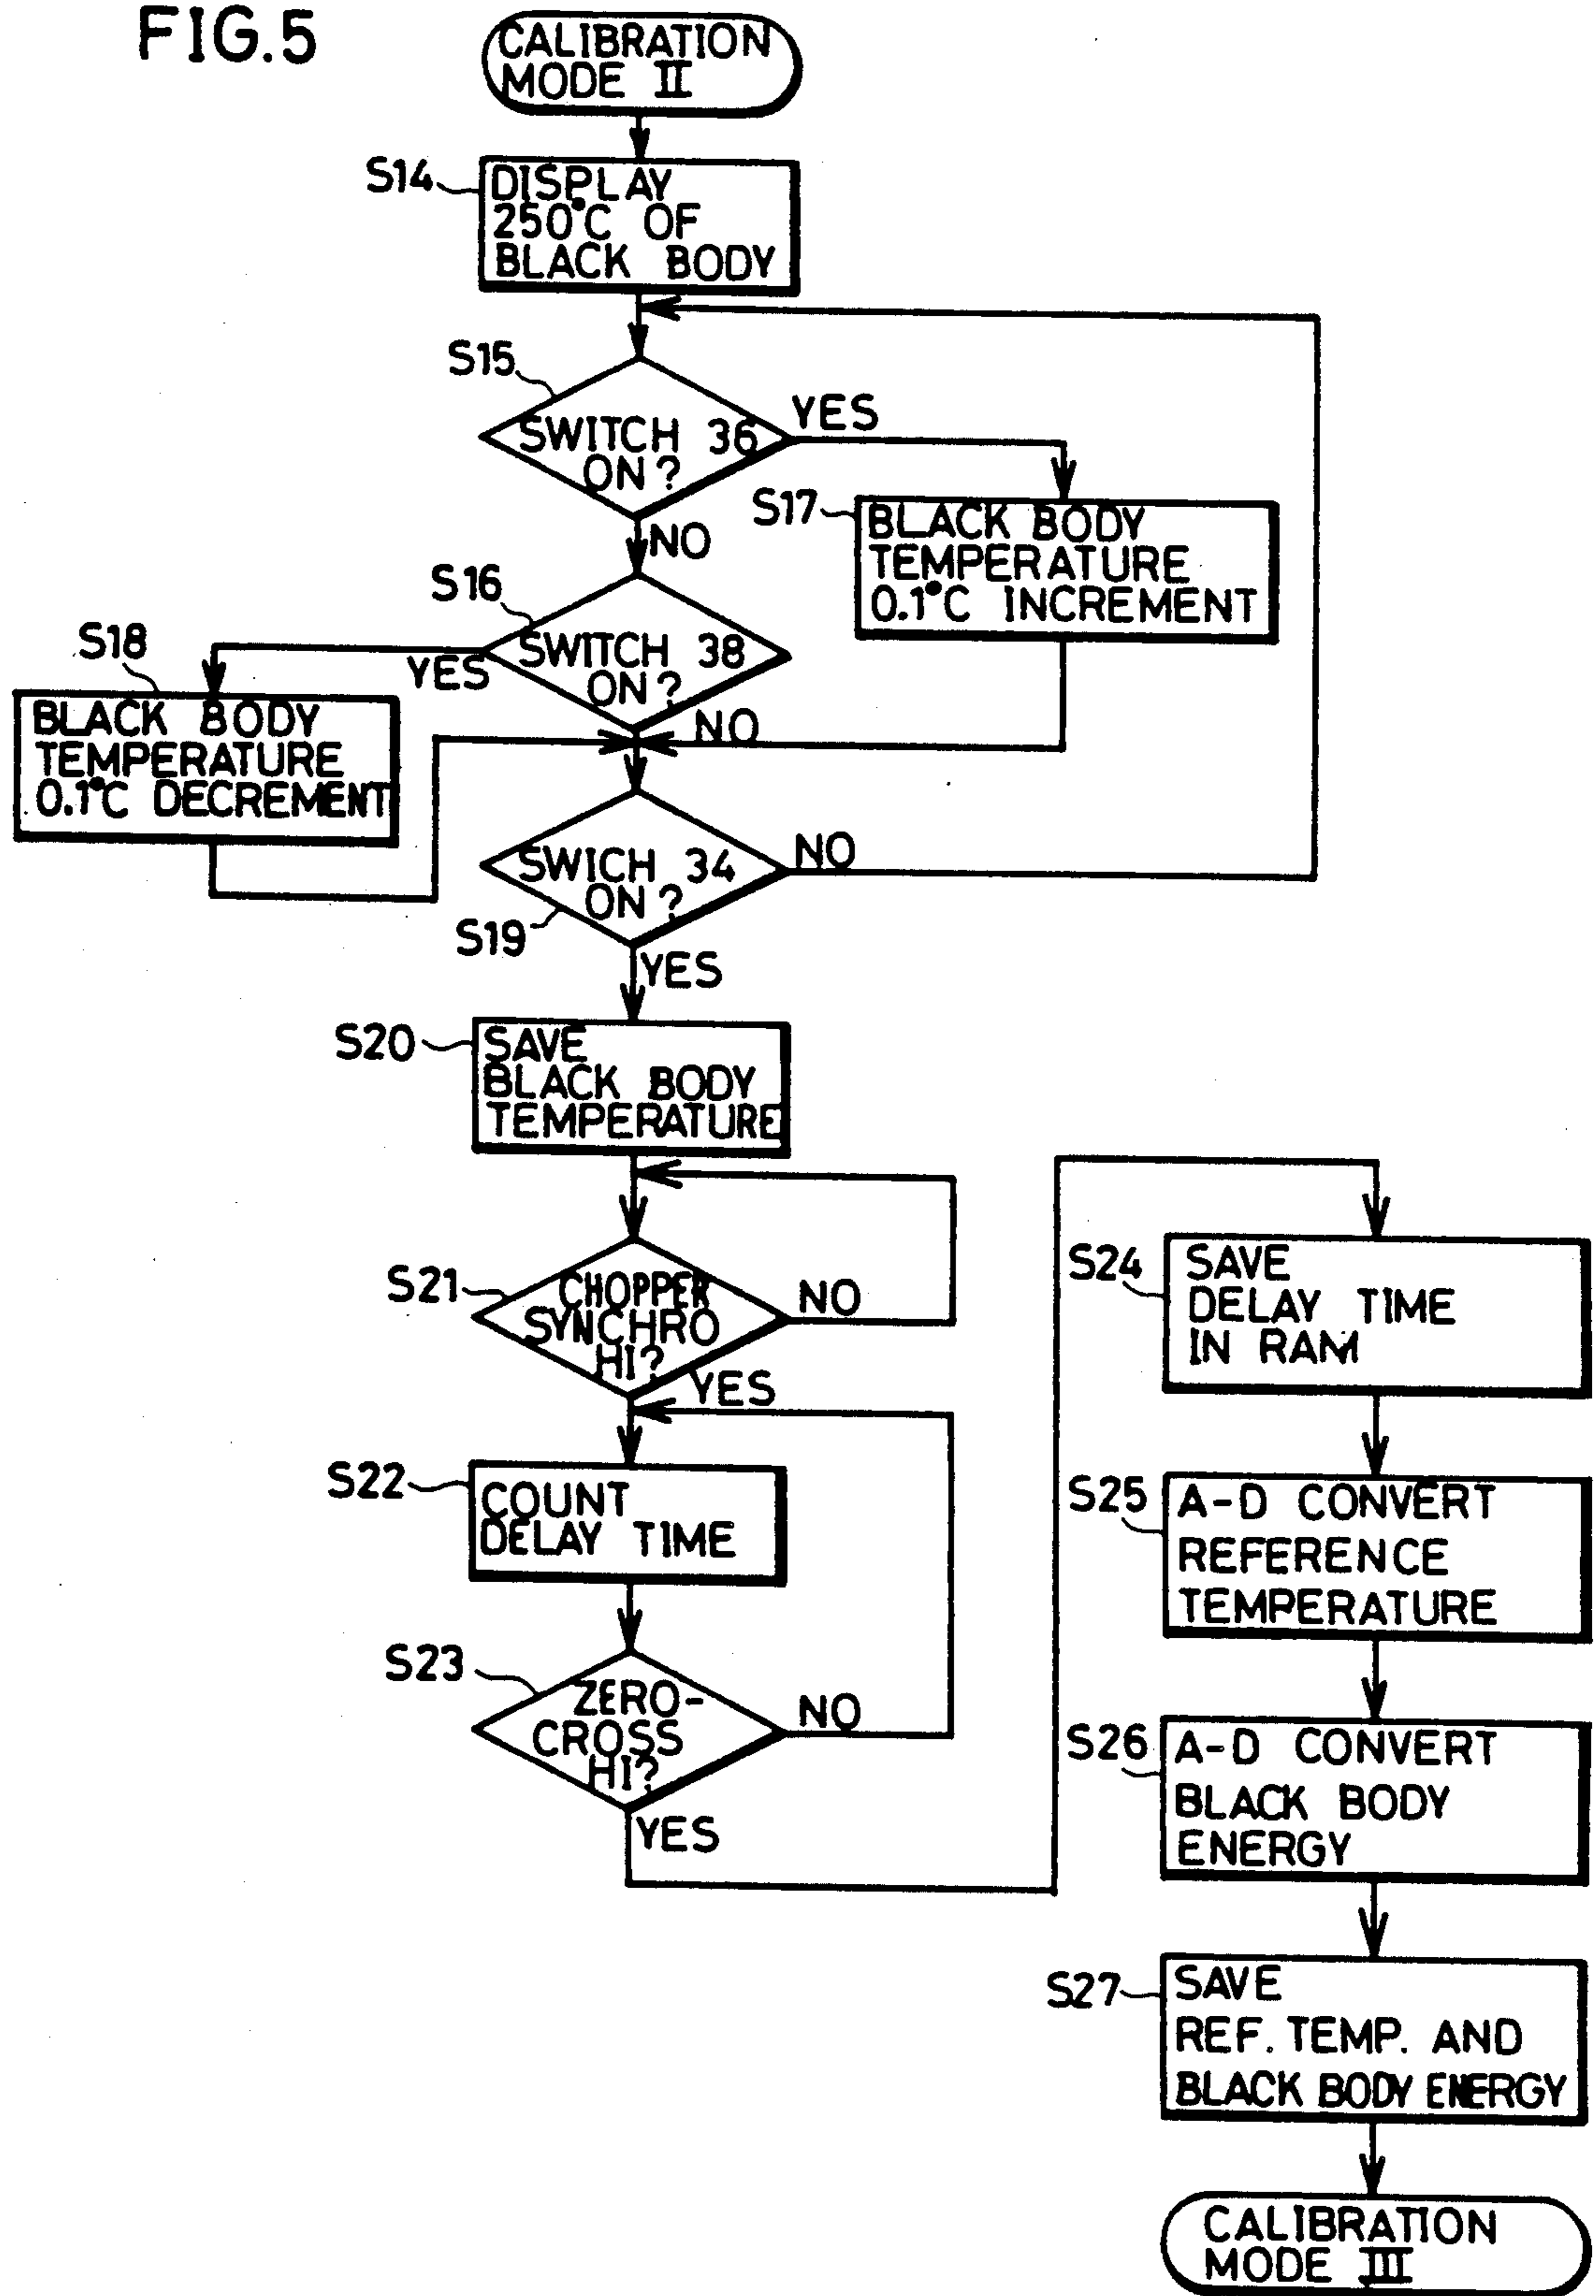 FIG.5
CALIBRATION
MODE II
S14
DISPLAY
250°C OF
BLACK BODY
S15
SWITCH 36
ON?
YES
NO
S17
BLACK BODY
TEMPERATURE
0.1°C INCREMENT
S16
SWITCH 38
ON?
YES
NO
S18
BLACK BODY
TEMPERATURE
0.1°C DECREMENT
SWICH 34
ON?
NO
S19
YES
S20
SAVE
BLACK BODY
TEMPERATURE
S21
CHOPPER
SYNCHRO
HI?
NO
YES
S22
COUNT
DELAY TIME
S23
ZERO-
CROSS
HI?
NO
YES
S24
SAVE
DELAY TIME
IN RAM
S25
A-D CONVERT
REFERENCE
TEMPERATURE
S26
A-D CONVERT
BLACK BODY
ENERGY
S27
SAVE
REF. TEMP. AND
BLACK BODY ENERGY
CALIBRATION
MODE III